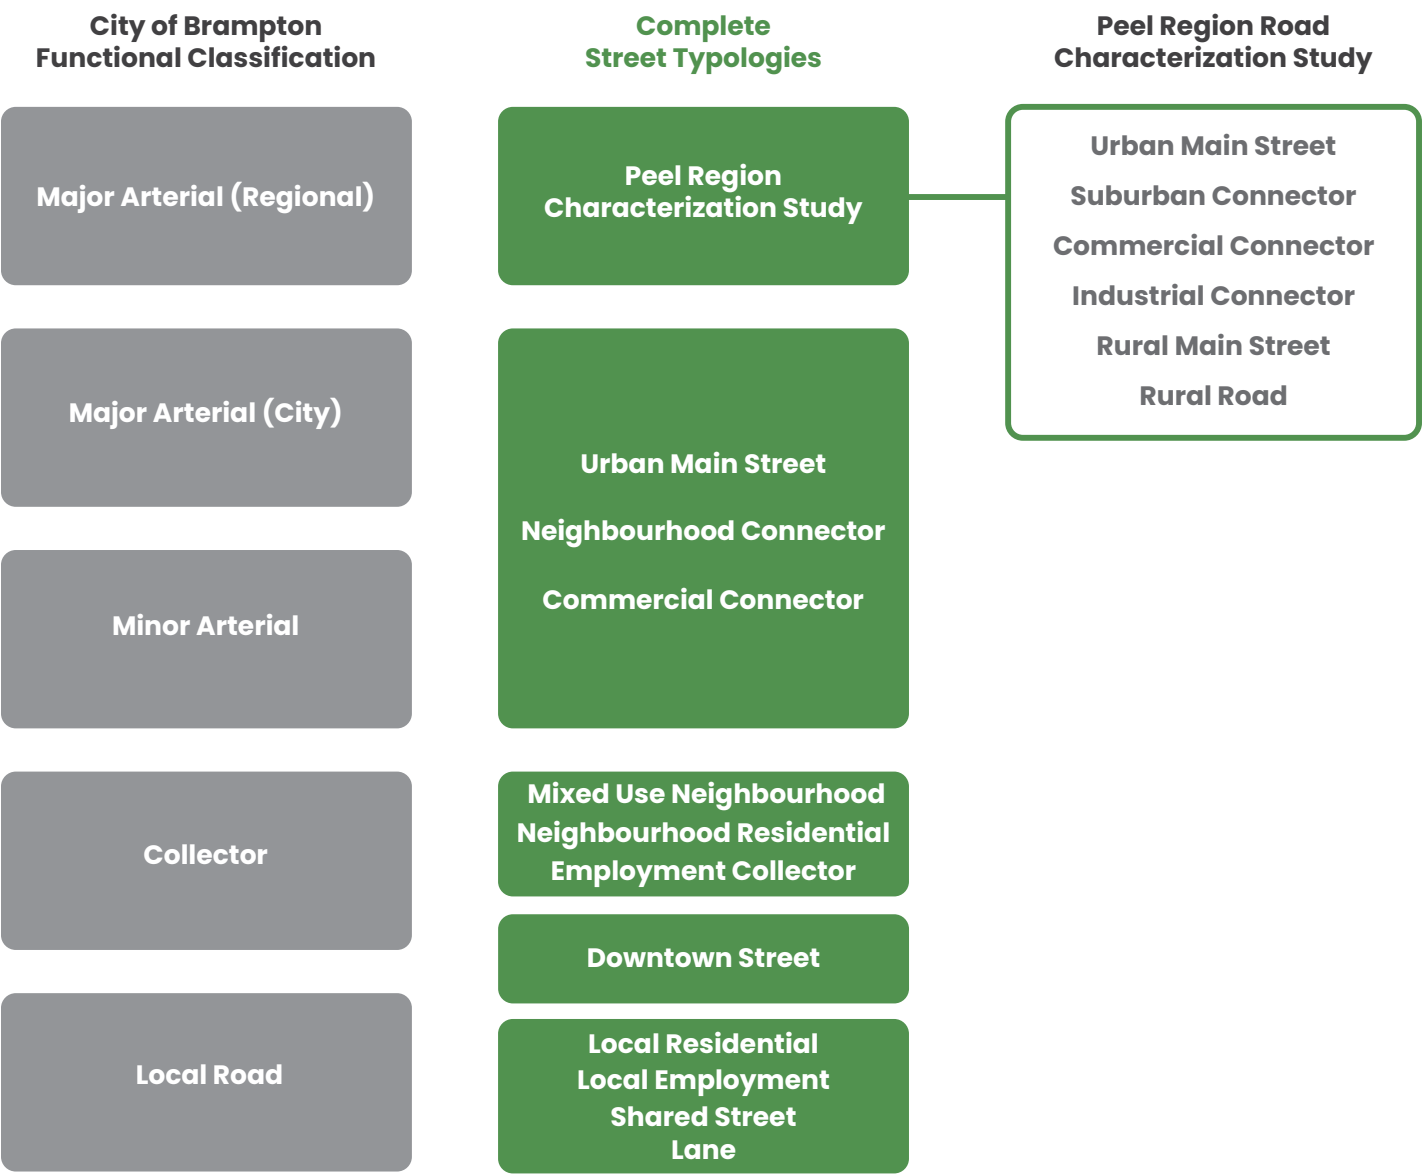 City of Brampton
Functional Classification
Complete
Street Typologies
Peel Region Road
Characterization Study
Major Arterial (Regional)
Major Arterial (City)
Minor Arterial
Collector
Local Road
Peel Region
Characterization Study
Urban Main Street
Neighbourhood Connector
Commercial Connector
Mixed Use Neighbourhood
Neighbourhood Residential
Employment Collector
Downtown Street
Local Residential
Local Employment
Shared Street
Lane
Urban Main Street
Suburban Connector
Commercial Connector
Industrial Connector
Rural Main Street
Rural Road